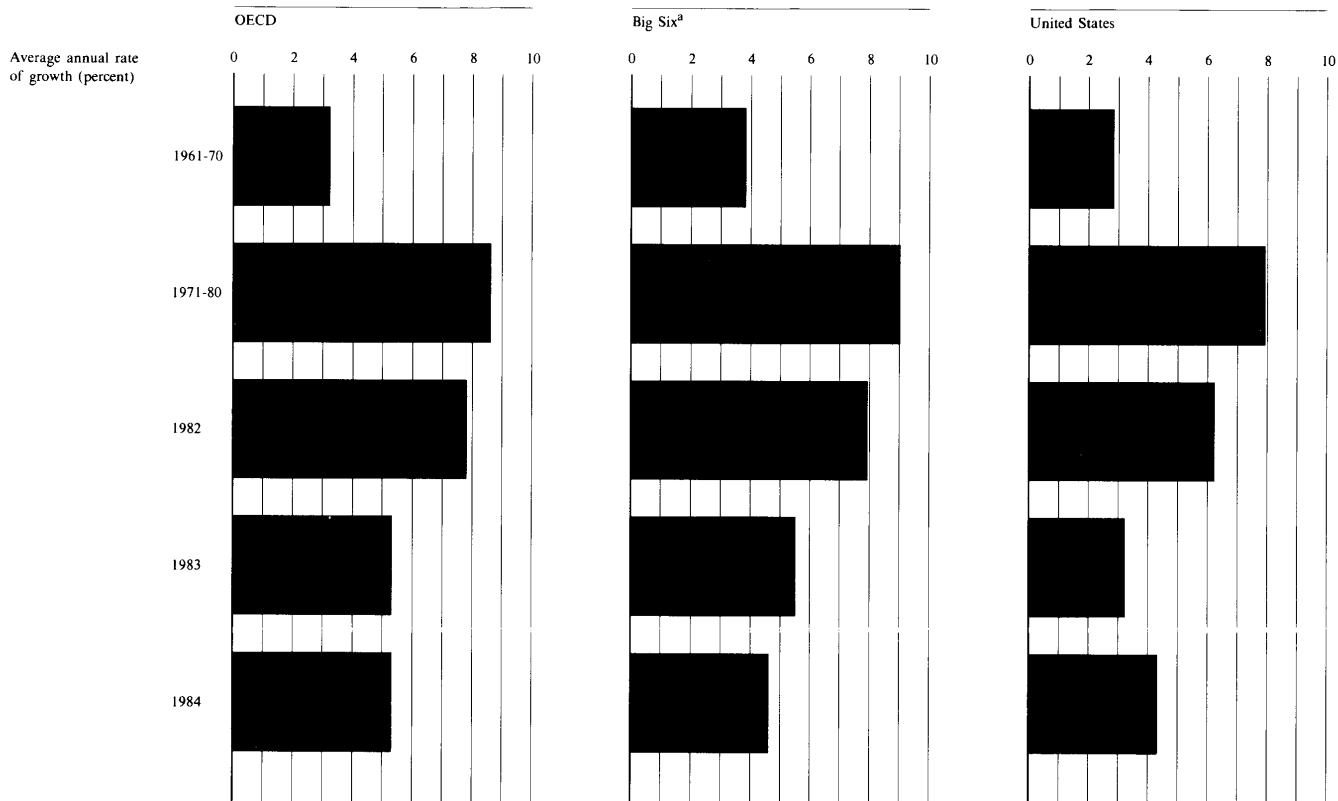 OECD
Big Sixa
United States
Average annual rate
of growth (percent)
0 2 4 6 8 10
0 2 4 6 8 10
0 2 4 6 8 10
1961-70
1971-80
1982
1983
1984